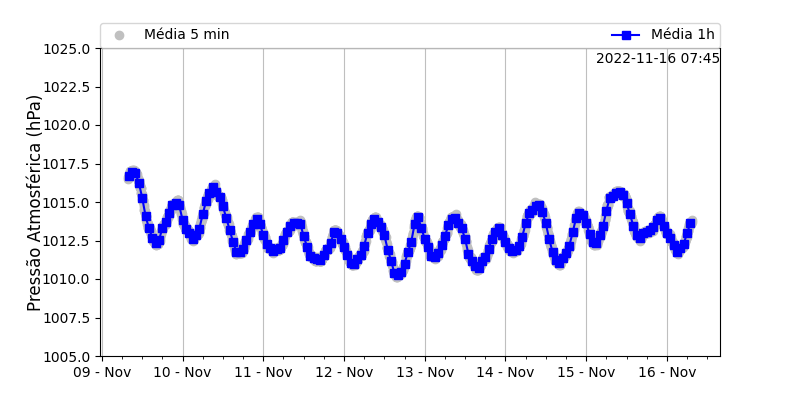 Média 5 min
Média 1h
2022-11-16 07:45
Pressão Atmosférica (hPa)
1025.0
1022.5
1020.0
1017.5
1015.0
1012.5
1010.0
1007.5
1005.0
09 - Nov
10 - Nov
11 - Nov
12 - Nov
13 - Nov
14 - Nov
15 - Nov
16 - Nov